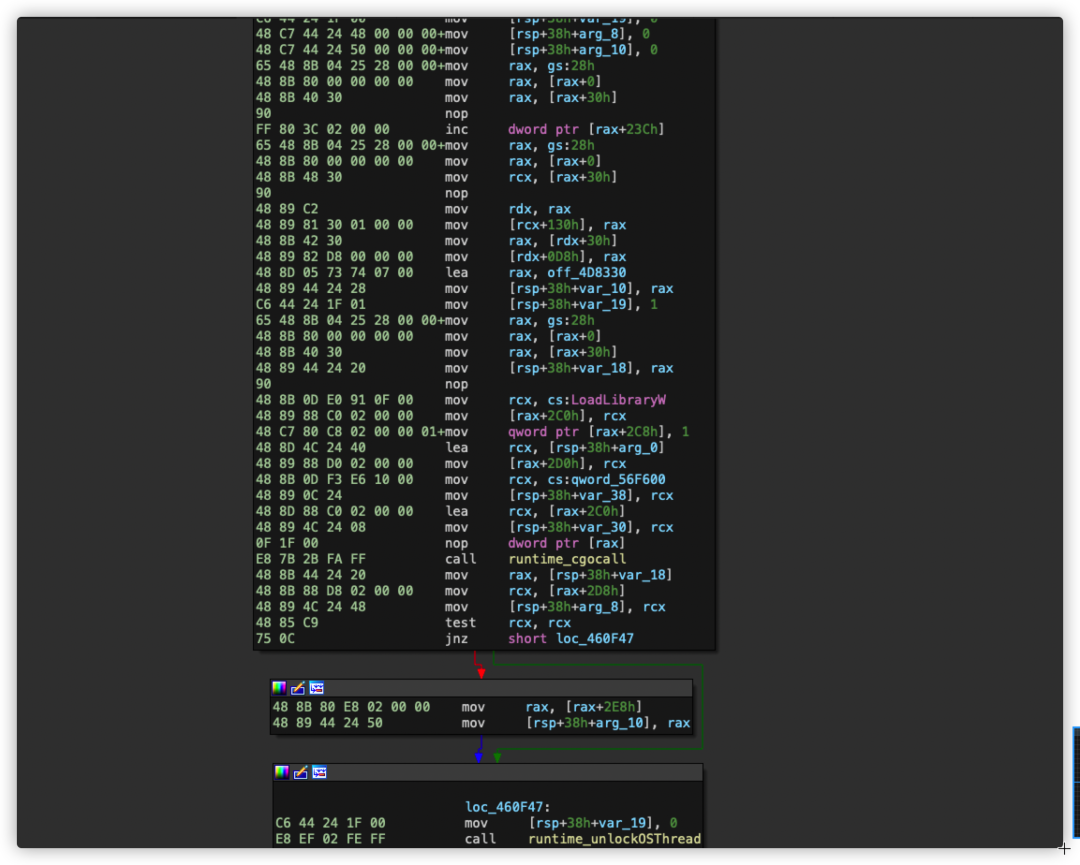 C6 44 24 1F 00 mov [rsp+38h+var_19], 0
48 C7 44 24 48 00 00 00+mov [rsp+38h+arg_8], 0
48 C7 44 24 50 00 00 00+mov [rsp+38h+arg_10], 0
65 48 8B 04 25 28 00 00+mov rax, gs:28h
48 8B 80 00 00 00 00 mov rax, [rax+0]
48 8B 40 30 mov rax, [rax+30h]
90 nop
FF 80 3C 02 00 00 inc dword ptr [rax+23Ch]
65 48 8B 04 25 28 00 00+mov rax, gs:28h
48 8B 80 00 00 00 00 mov rax, [rax+0]
48 8B 48 30 mov rcx, [rax+30h]
90 nop
48 89 C2 mov rdx, rax
48 89 81 30 01 00 00 mov [rcx+130h], rax
48 8B 42 30 mov rax, [rdx+30h]
48 89 82 D8 00 00 00 mov [rdx+0D8h], rax
48 8D 05 73 74 07 00 lea rax, off_4D8330
48 89 44 24 28 mov [rsp+38h+var_10], rax
C6 44 24 1F 01 mov [rsp+38h+var_19], 1
65 48 8B 04 25 28 00 00+mov rax, gs:28h
48 8B 80 00 00 00 00 mov rax, [rax+0]
48 8B 40 30 mov rax, [rax+30h]
48 89 44 24 20 mov [rsp+38h+var_18], rax
90 nop
48 8B 0D E0 91 0F 00 mov rcx, cs:LoadLibraryW
48 89 88 C0 02 00 00 mov [rax+2C0h], rcx
48 C7 80 C8 02 00 00 01+mov qword ptr [rax+2C8h], 1
48 8D 4C 24 40 lea rcx, [rsp+38h+arg_0]
48 89 88 D0 02 00 00 mov [rax+2D0h], rcx
48 8B 0D F3 E6 10 00 mov rcx, cs:qword_56F600
48 89 0C 24 mov [rsp+38h+var_38], rcx
48 8D 88 C0 02 00 00 lea rcx, [rax+2C0h]
48 89 4C 24 08 mov [rsp+38h+var_30], rcx
0F 1F 00 nop dword ptr [rax]
E8 7B 2B FA FF call runtime_cgocall
48 8B 44 24 20 mov rax, [rsp+38h+var_18]
48 8B 88 D8 02 00 00 mov rcx, [rax+2D8h]
48 89 4C 24 48 mov [rsp+38h+arg_8], rcx
48 85 C9 test rcx, rcx
75 0C jnz short loc_460F47
48 8B 80 E8 02 00 00 mov rax, [rax+2E8h]
48 89 44 24 50 mov [rsp+38h+arg_10], rax
loc_460F47:
C6 44 24 1F 00 mov [rsp+38h+var_19], 0
E8 EF 02 FE FF call runtime_unlockOSThread